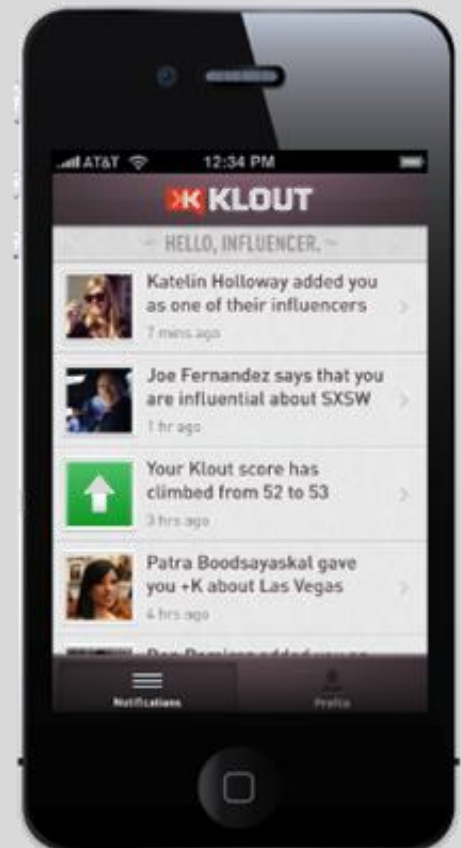 AT&T 12:34 PM
KLOUT
~ HELLO, INFLUENCER. ~
Katelin Holloway added you
as one of their influencers
7 mins ago
Joe Fernandez says that you
are influential about SXSW
1 hr ago
Your Klout score has
climbed from 52 to 53
3 hrs ago
Patra Boodsayaskal gave
you +K about Las Vegas
4 hrs ago
Notifications
Profile